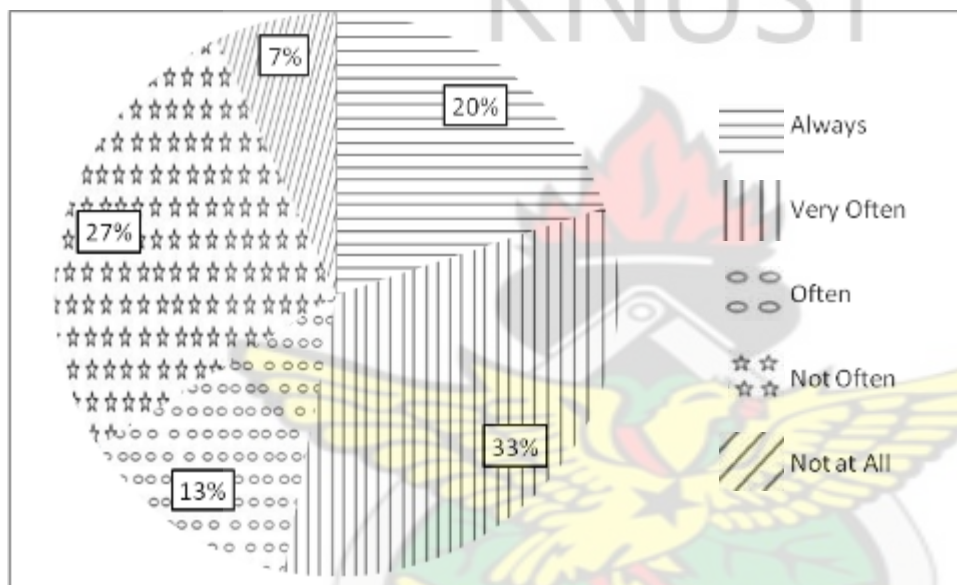 KNUST
7%
20%
27%
33%
13%
Always
Very Often
Often
Not Often
Not at All